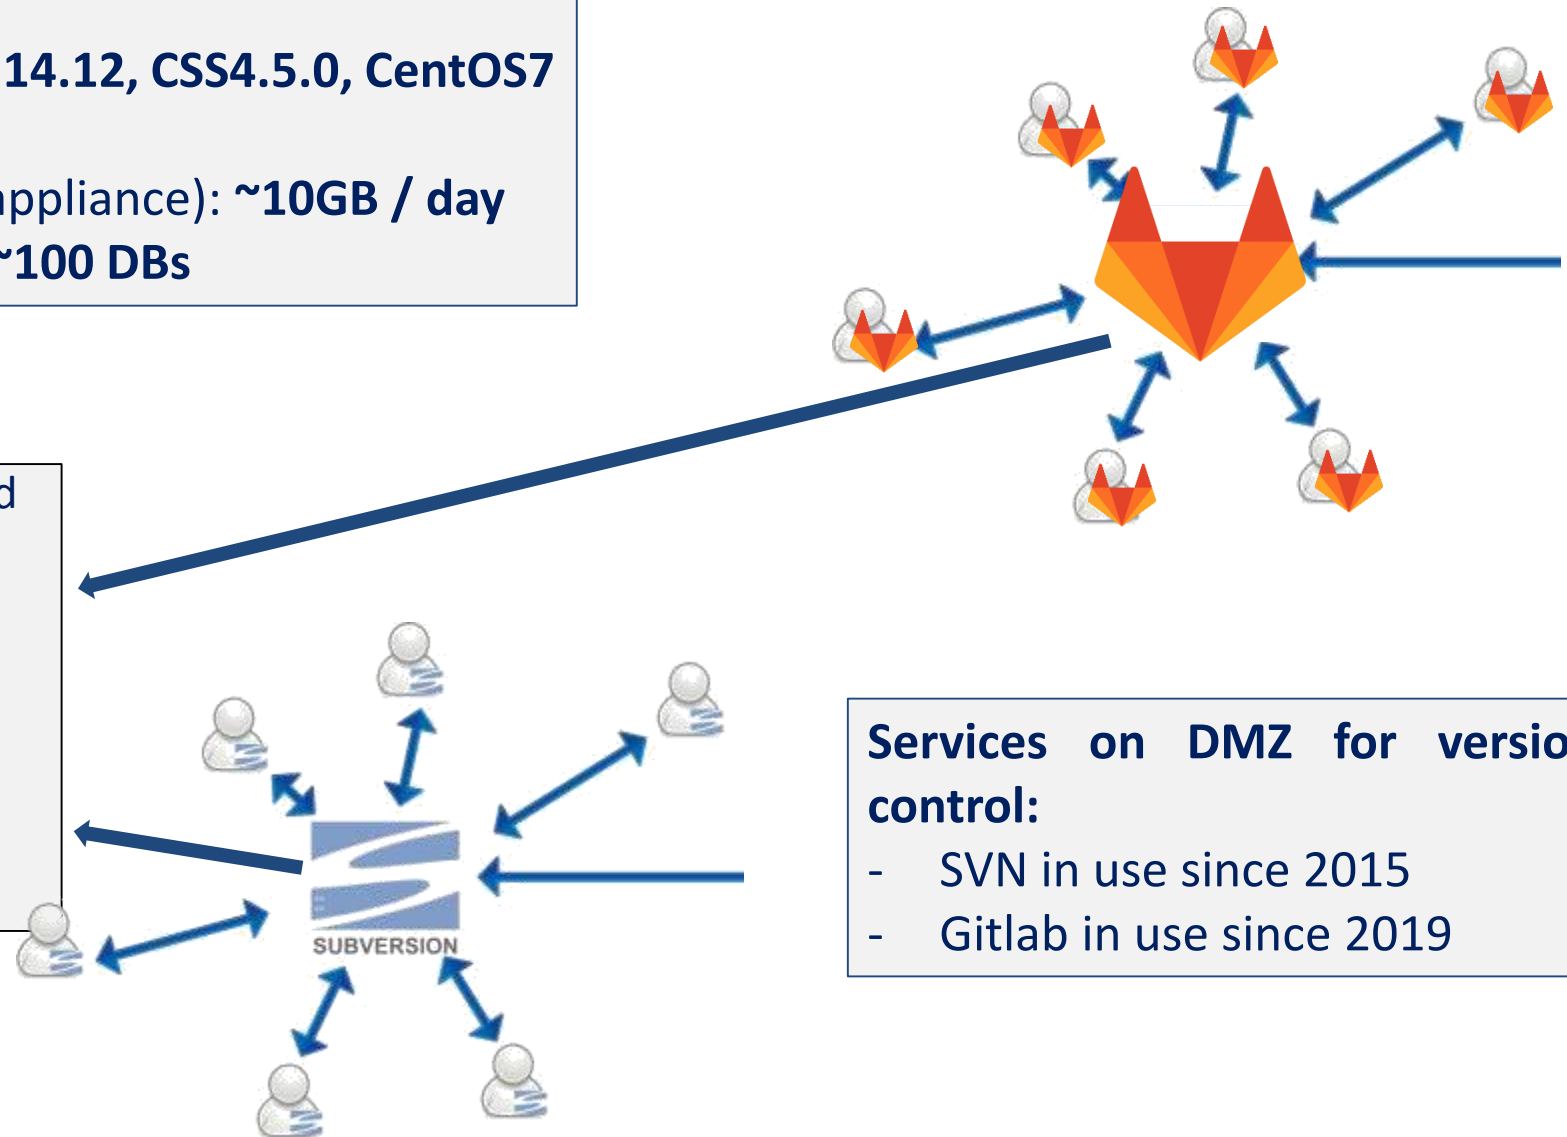 14.12, CSS4.5.0, CentOS7
appliance): ~10GB / day
~100 DBs
d
SUBVERSION
Services on DMZ for versio
control:
- SVN in use since 2015
- Gitlab in use since 2019